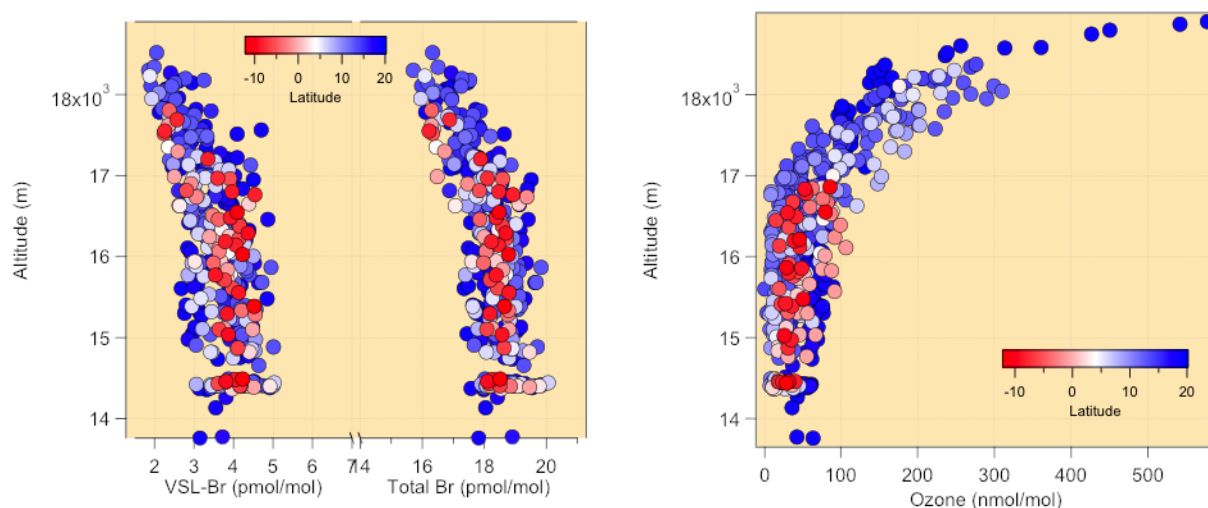 -10 0 10 20
Latitude
18x10³
17
16
15
14
Altitude (m)
2 3 4 5 6 7
VSL-Br (pmol/mol)
14 16 18 20
Total Br (pmol/mol)
18x10³
17
16
15
14
Altitude (m)
-10 0 10 20
Latitude
0 100 200 300 400 500
Ozone (nmol/mol)